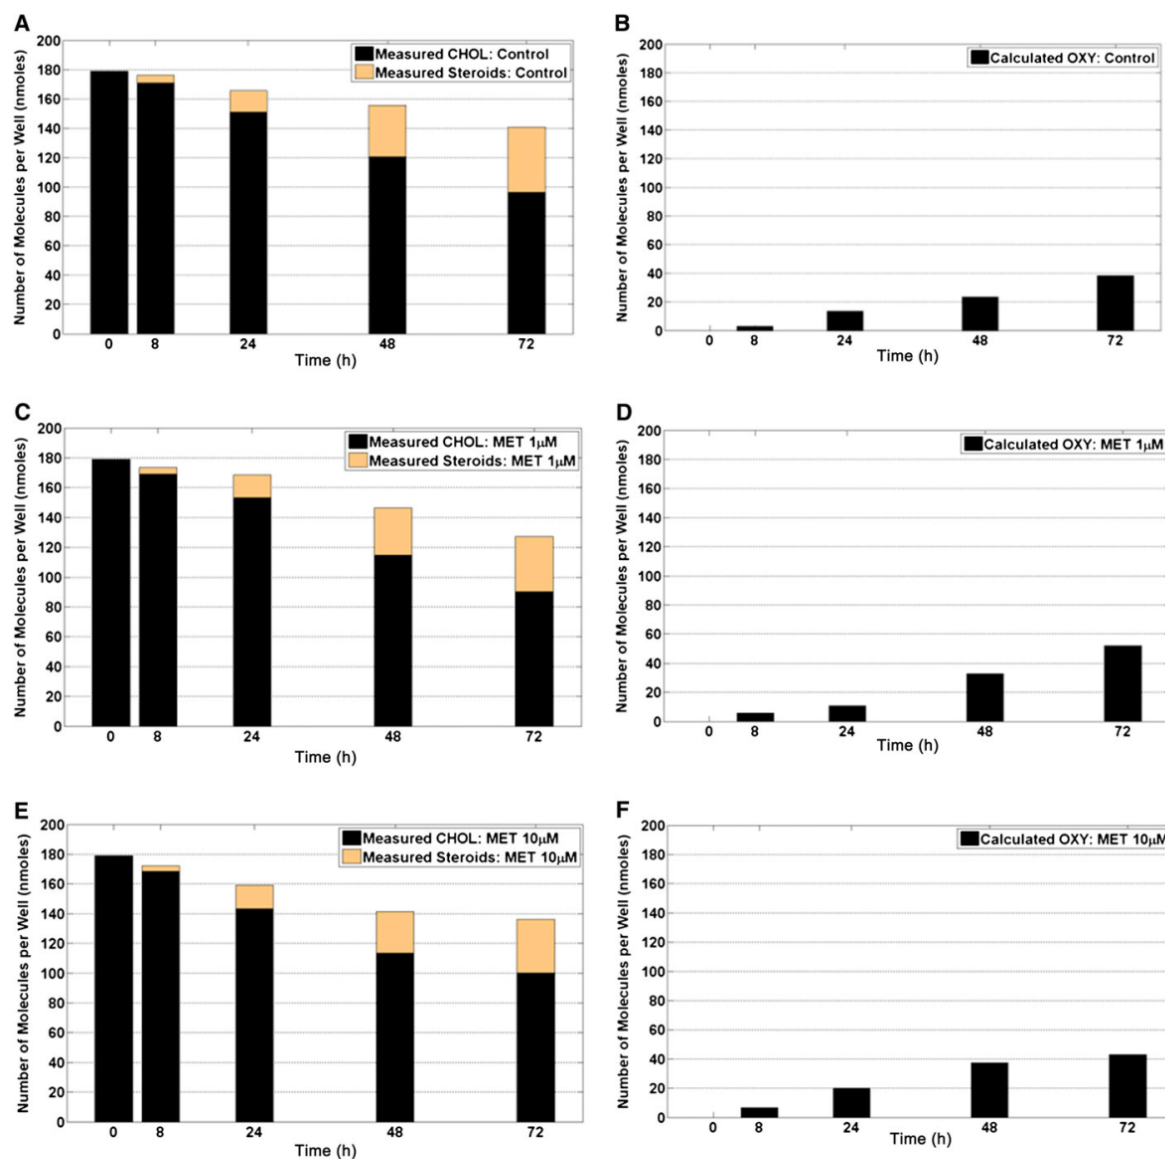 A
Number of Molecules per Well (nmoles)
200
180
160
140
120
100
80
60
40
20
0
Measured CHOL: Control
Measured Steroids: Control
0 8 24 48 72
Time (h)
B
Number of Molecules per Well (nmoles)
200
180
160
140
120
100
80
60
40
20
0
Calculated OXY: Control
0 8 24 48 72
Time (h)
C
Number of Molecules per Well (nmoles)
200
180
160
140
120
100
80
60
40
20
0
Measured CHOL: MET 1μM
Measured Steroids: MET 1μM
0 8 24 48 72
Time (h)
D
Number of Molecules per Well (nmoles)
200
180
160
140
120
100
80
60
40
20
0
Calculated OXY: MET 1μM
0 8 24 48 72
Time (h)
E
Number of Molecules per Well (nmoles)
200
180
160
140
120
100
80
60
40
20
0
Measured CHOL: MET 10μM
Measured Steroids: MET 10μM
0 8 24 48 72
Time (h)
F
Number of Molecules per Well (nmoles)
200
180
160
140
120
100
80
60
40
20
0
Calculated OXY: MET 10μM
0 8 24 48 72
Time (h)